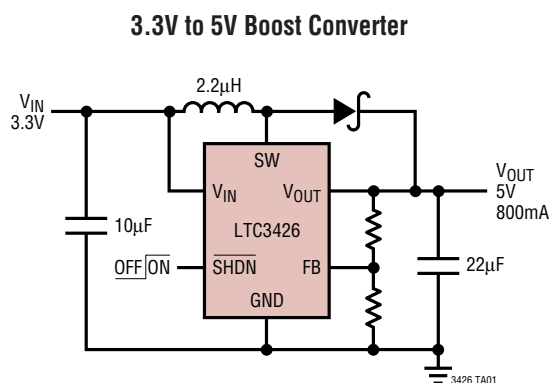 3.3V to 5V Boost Converter
2.2µH
VIN
3.3V
SW
VIN
VOUT
VOUT
5V
800mA
10µF
LTC3426
OFF ON
SHDN
FB
22µF
GND
3426 TA01